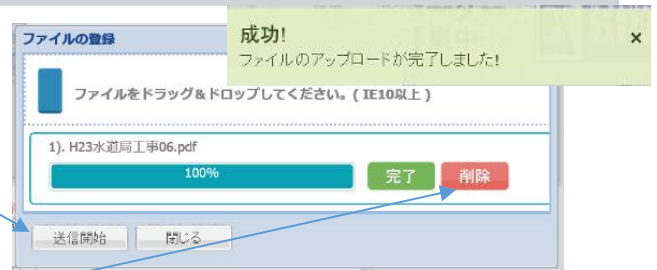 ファイルの登録
成功!
×
ファイルのアップロードが完了しました!
ファイルをドラッグ&ドロップしてください。( IE10以上 )
1). H23水道局工事06.pdf
100%
完了
削除
送信開始
閉じる